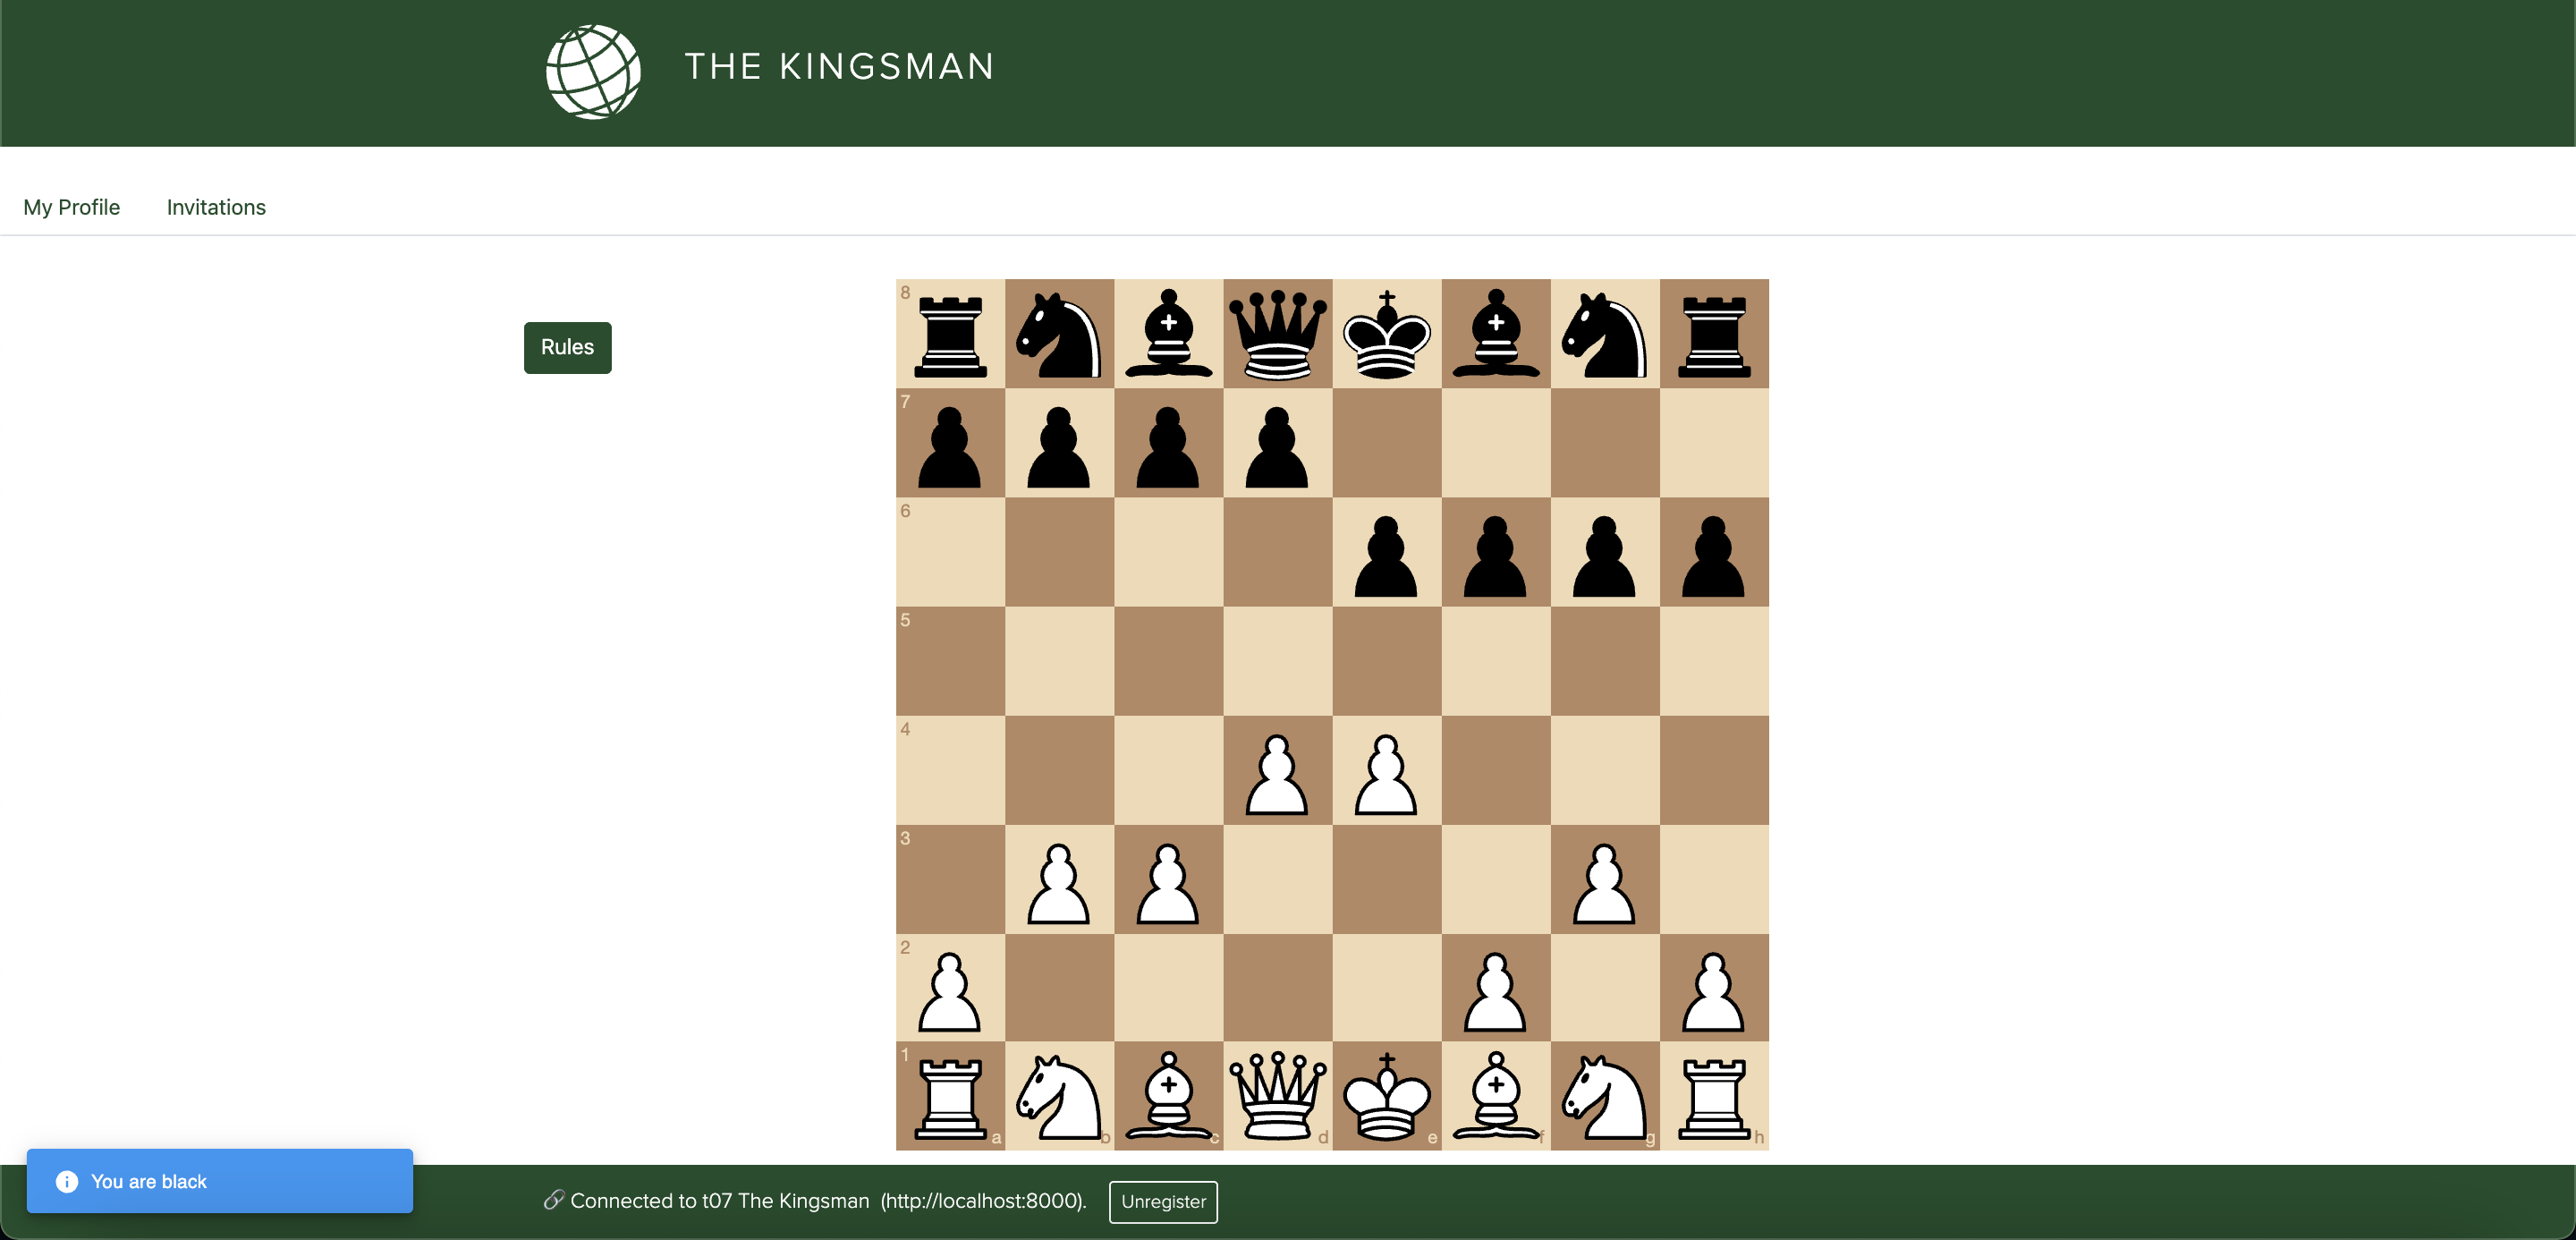 THE KINGSMAN
My Profile Invitations
Rules
8
7
6
5
4
3
2
1
a b c d e f g h
You are black
Connected to t07 The Kingsman (http://localhost:8000). Unregister